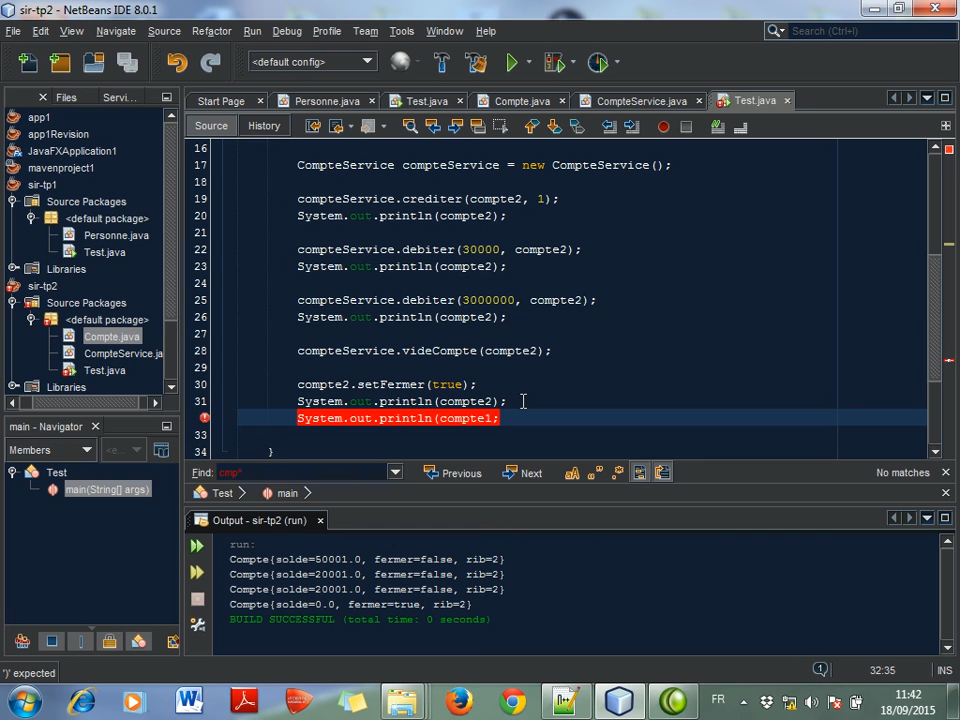 sir-tp2 - NetBeans IDE 8.0.1
File Edit View Navigate Source Refactor Run Debug Profile Team Tools Window Help
Search (Ctrl+I)
<default config>
Files Servi...
Start Page Personne.java Test.java Compte.java CompteService.java Test.java
app1
app1Revision
JavaFXApplication1
mavenproject1
sir-tp1
Source Packages
<default package>
Personne.java
Test.java
Libraries
sir-tp2
Source Packages
<default package>
Compte.java
CompteService.ja
Test.java
Libraries
Source History
16
17 CompteService compteService = new CompteService();
18
19 compteService.crediter(compte2, 1);
20 System.out.println(compte2);
21
22 compteService.debiter(30000, compte2);
23 System.out.println(compte2);
24
25 compteService.debiter(3000000, compte2);
26 System.out.println(compte2);
27
28 compteService.videCompte(compte2);
29
30 compte2.setFermer(true);
31 System.out.println(compte2);
System.out.println(compte1;
33
34 }
main - Navigator
Members <e...
Test
main(String[] args)
Find: cmp* Previous Next No matches
Test main
Output - sir-tp2 (run)
run:
Compte{solde=50001.0, fermer=false, rib=2}
Compte{solde=20001.0, fermer=false, rib=2}
Compte{solde=20001.0, fermer=false, rib=2}
Compte{solde=0.0, fermer=true, rib=2}
BUILD SUCCESSFUL (total time: 0 seconds)
')' expected
1 32:35 INS
FR 11:42
18/09/2015